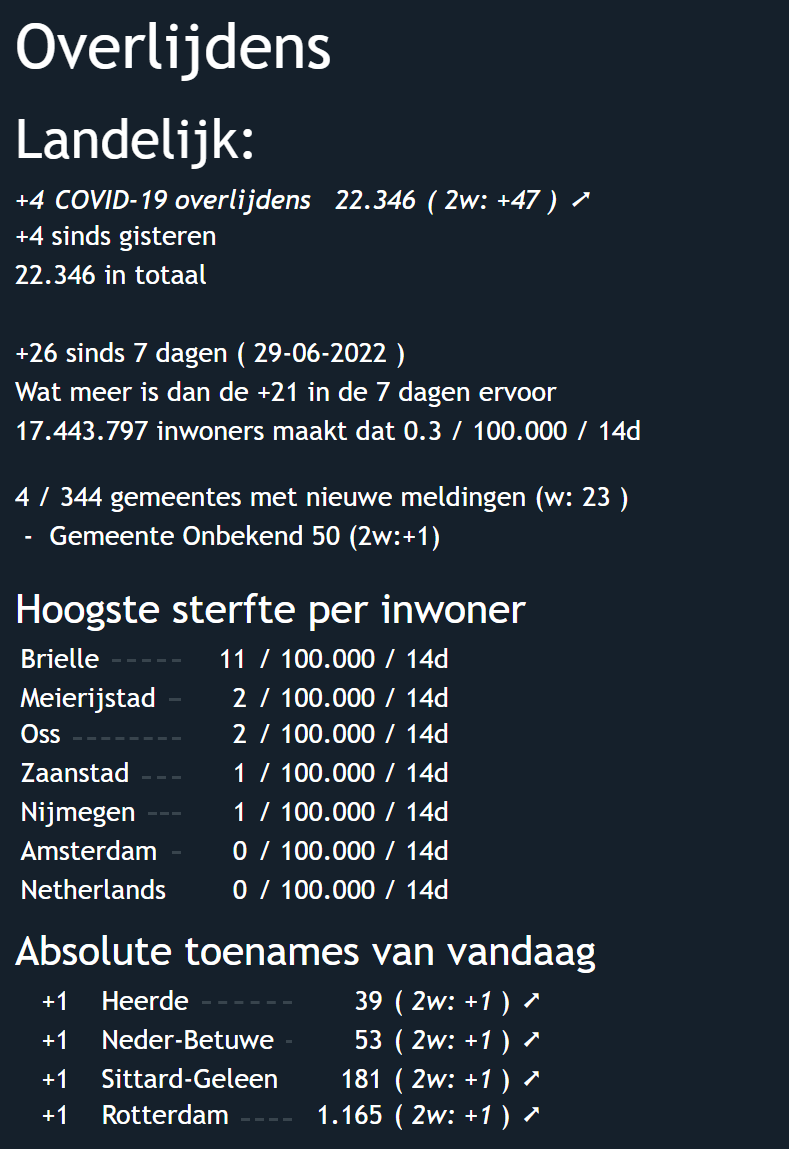 Overlijdens
Landelijk:
+4 COVID-19 overlijdens 22.346 ( 2w: +47 ) ➚
+4 sinds gisteren
22.346 in totaal
+26 sinds 7 dagen ( 29-06-2022 )
Wat meer is dan de +21 in de 7 dagen ervoor
17.443.797 inwoners maakt dat 0.3 / 100.000 / 14d
4 / 344 gemeentes met nieuwe meldingen (w: 23 )
- Gemeente Onbekend 50 (2w:+1)
Hoogste sterfte per inwoner
Brielle ----- 11 / 100.000 / 14d
Meierijstad - 2 / 100.000 / 14d
Oss -------- 2 / 100.000 / 14d
Zaanstad --- 1 / 100.000 / 14d
Nijmegen --- 1 / 100.000 / 14d
Amsterdam - 0 / 100.000 / 14d
Netherlands 0 / 100.000 / 14d
Absolute toenames van vandaag
+1 Heerde ------ 39 ( 2w: +1 ) ➚
+1 Neder-Betuwe - 53 ( 2w: +1 ) ➚
+1 Sittard-Geleen 181 ( 2w: +1 ) ➚
+1 Rotterdam ---- 1.165 ( 2w: +1 ) ➚